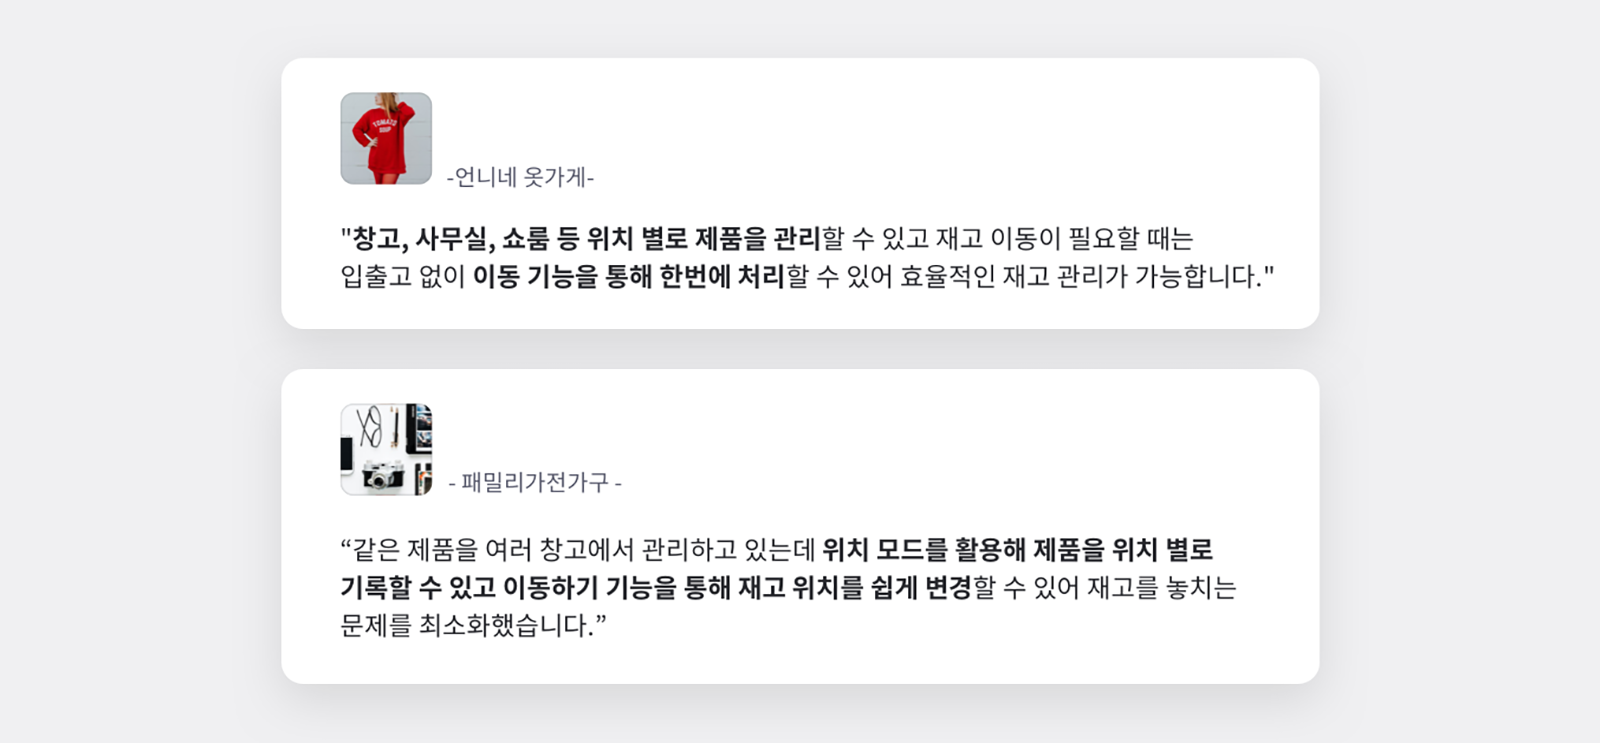 TOMATO
SOUP
-언니네 옷가게-
"창고, 사무실, 쇼룸 등 위치 별로 제품을 관리할 수 있고 재고 이동이 필요할 때는
입출고 없이 이동 기능을 통해 한번에 처리할 수 있어 효율적인 재고 관리가 가능합니다."
- 패밀리가전가구 -
“같은 제품을 여러 창고에서 관리하고 있는데 위치 모드를 활용해 제품을 위치 별로
기록할 수 있고 이동하기 기능을 통해 재고 위치를 쉽게 변경할 수 있어 재고를 놓치는
문제를 최소화했습니다.”